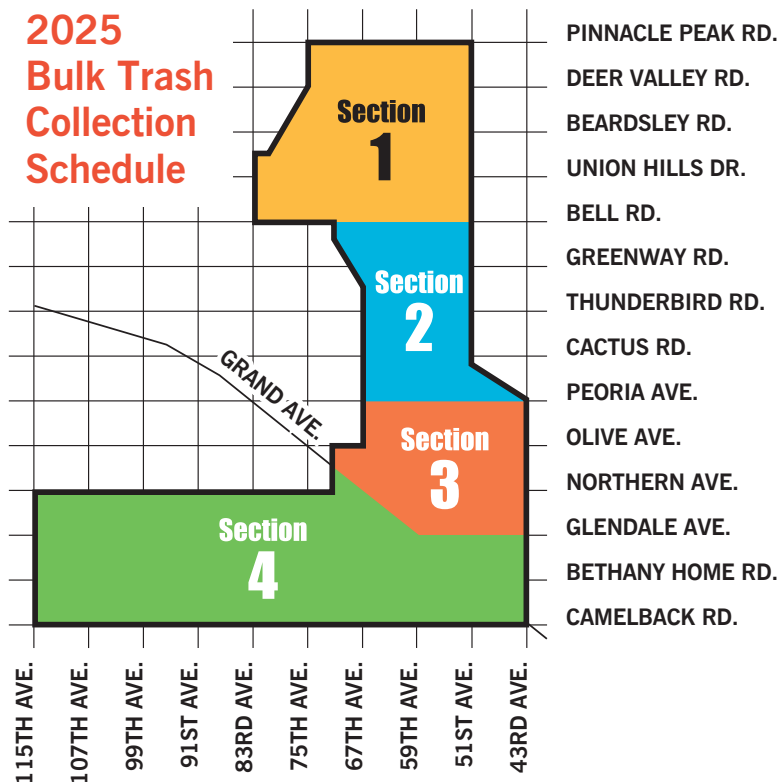 2025
Bulk Trash
Collection
Schedule
PINNACLE PEAK RD.
DEER VALLEY RD.
BEARDSLEY RD.
UNION HILLS DR.
BELL RD.
GREENWAY RD.
THUNDERBIRD RD.
CACTUS RD.
PEORIA AVE.
OLIVE AVE.
NORTHERN AVE.
GLENDALE AVE.
BETHANY HOME RD.
CAMELBACK RD.
Section
1
Section
2
GRAND AVE.
Section
3
Section
4
115TH AVE.
107TH AVE.
99TH AVE.
91ST AVE.
83RD AVE.
75TH AVE.
67TH AVE.
59TH AVE.
51ST AVE.
43RD AVE.